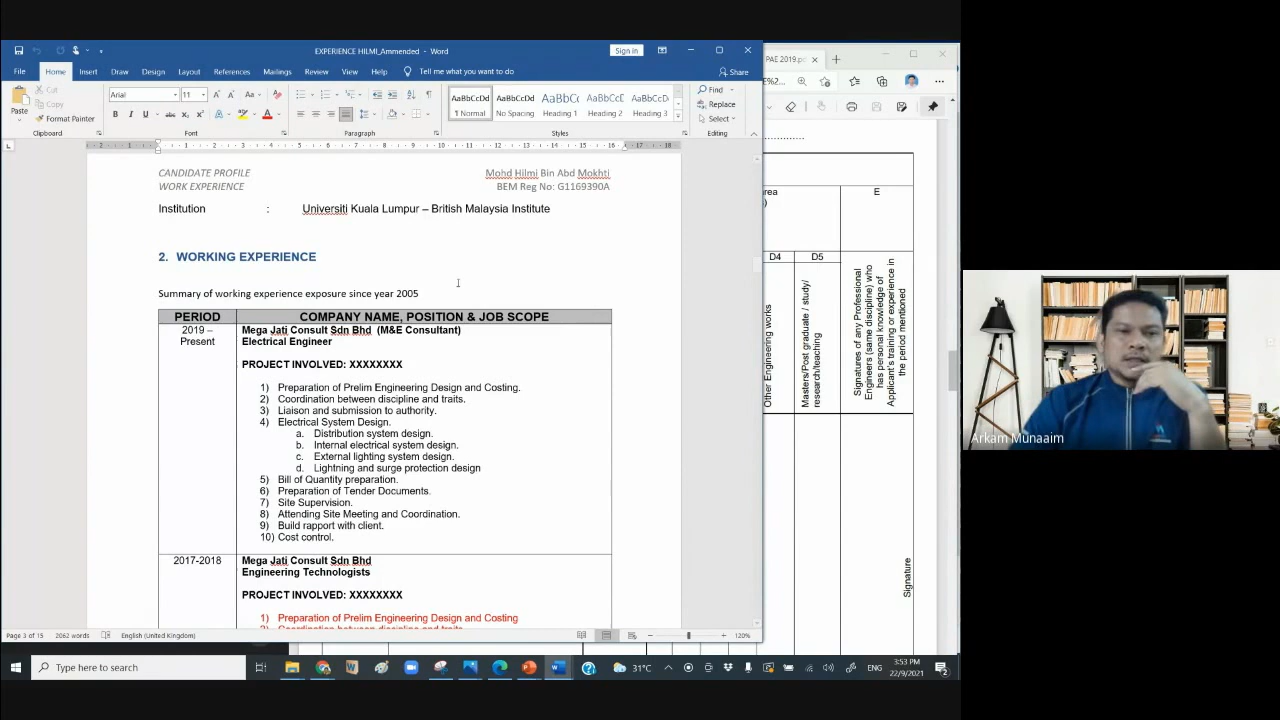 EXPERIENCE HILMI_Ammended - Word
Sign in
File Home Insert Draw Design Layout References Mailings Review View Help Tell me what you want to do
Share
Paste
Cut
Copy
Format Painter
Clipboard
Arial 11
Font
Paragraph
AaBbCcDd AaBbCcDd AaBbCc AaBbCcDd AaBbCcD
¶ Normal No Spacing Heading 1 Heading 2 Heading 3
Styles
Find
Replace
Select
Editing
CANDIDATE PROFILE
WORK EXPERIENCE
Mohd Hilmi Bin Abd Mokhti
BEM Reg No: G1169390A
Institution : Universiti Kuala Lumpur – British Malaysia Institute
2. WORKING EXPERIENCE
Summary of working experience exposure since year 2005
PERIOD COMPANY NAME, POSITION & JOB SCOPE
2019 –
Present
Mega Jati Consult Sdn Bhd (M&E Consultant)
Electrical Engineer
PROJECT INVOLVED: XXXXXXXX
1) Preparation of Prelim Engineering Design and Costing.
2) Coordination between discipline and traits.
3) Liaison and submission to authority.
4) Electrical System Design.
a. Distribution system design.
b. Internal electrical system design.
c. External lighting system design.
d. Lightning and surge protection design
5) Bill of Quantity preparation.
6) Preparation of Tender Documents.
7) Site Supervision.
8) Attending Site Meeting and Coordination.
9) Build rapport with client.
10) Cost control.
2017-2018
Mega Jati Consult Sdn Bhd
Engineering Technologists
PROJECT INVOLVED: XXXXXXXX
1) Preparation of Prelim Engineering Design and Costing
2) Coordination between discipline and traits
Page 3 of 15 2062 words English (United Kingdom)
120%
PAE 2019.pc
E
D4 D5
Other Engineering works
Masters/Post graduate / study/
research/teaching
Signatures of any Professional
Engineers (same discipline) who
has personal knowledge of
Applicant's training or experience in
the period mentioned
Signature
Arkam Munaaim
Type here to search
31°C
ENG
3:53 PM
22/9/2021
2